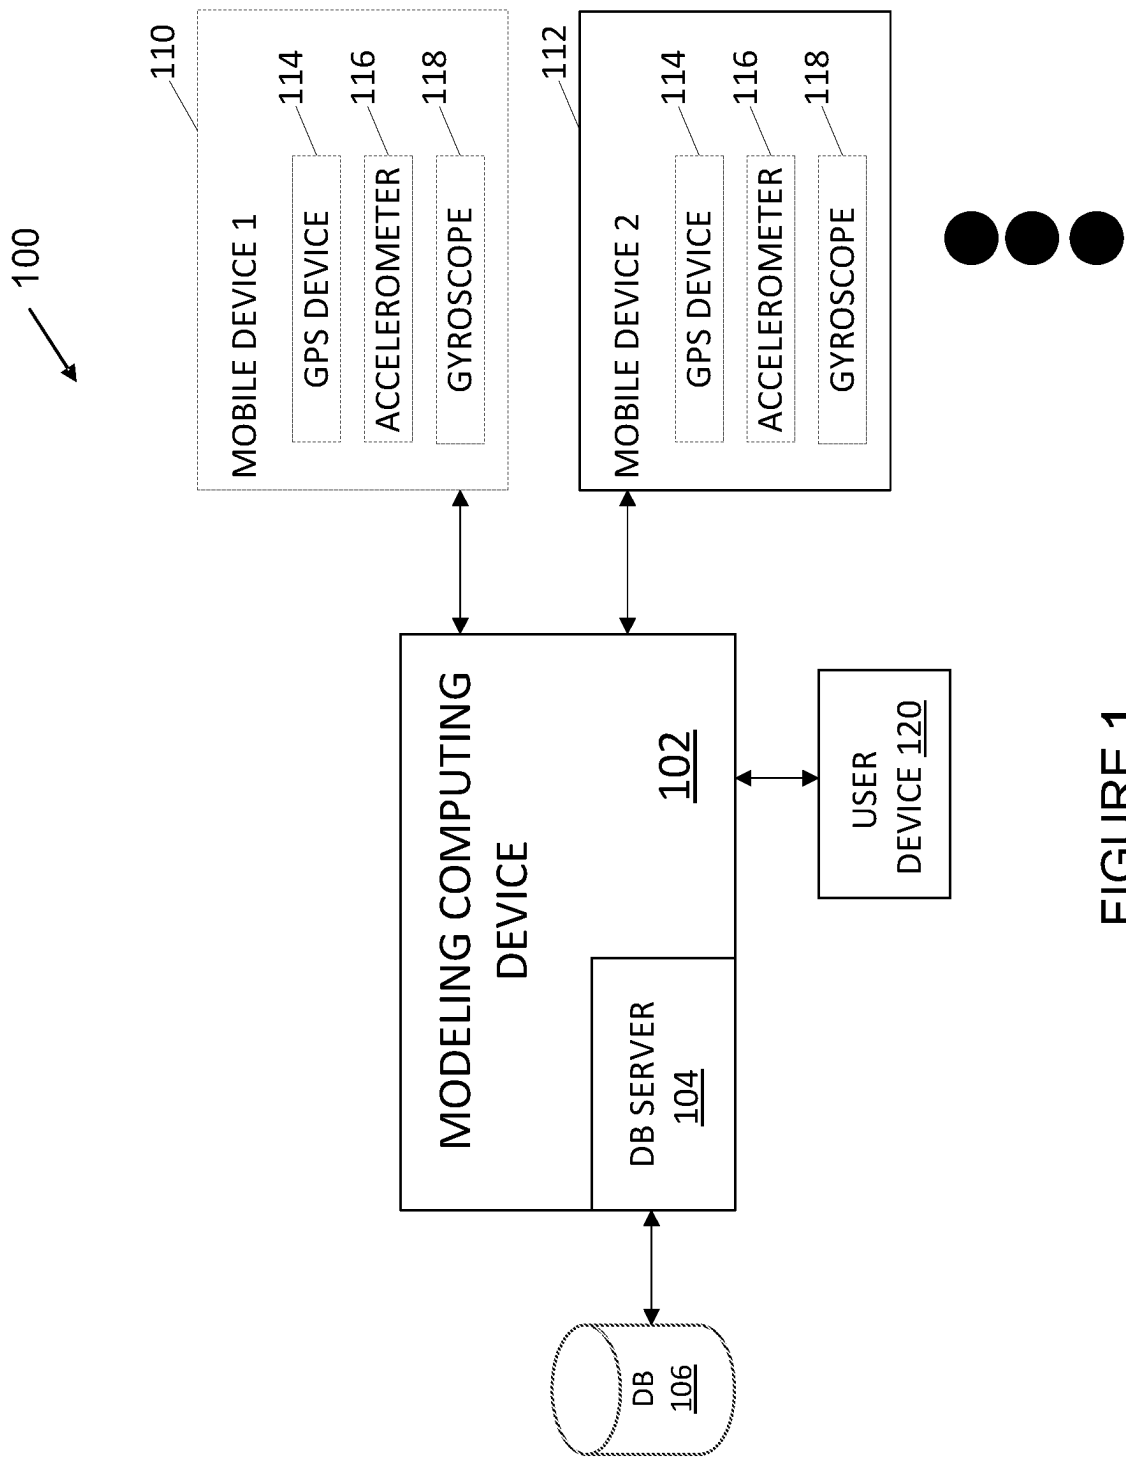 100
110
MOBILE DEVICE 1
GPS DEVICE
114
ACCELEROMETER
116
GYROSCOPE
118
112
MOBILE DEVICE 2
GPS DEVICE
114
ACCELEROMETER
116
GYROSCOPE
118
MODELING COMPUTING
DEVICE
102
DB SERVER
104
DB
106
USER
DEVICE 120
FIGURE 1